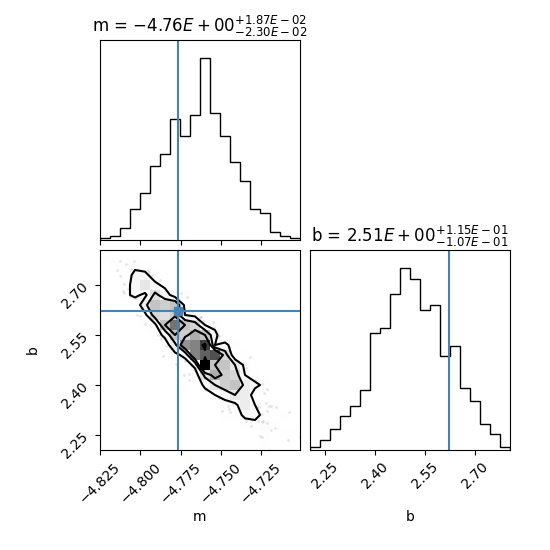 m = −4.76E + 00 +1.87E − 02 −2.30E − 02
b = 2.51E + 00 +1.15E − 01 −1.07E − 01
2.70
2.55
2.40
2.25
b
−4.825 −4.800 −4.775 −4.750 −4.725
m
2.25 2.40 2.55 2.70
b